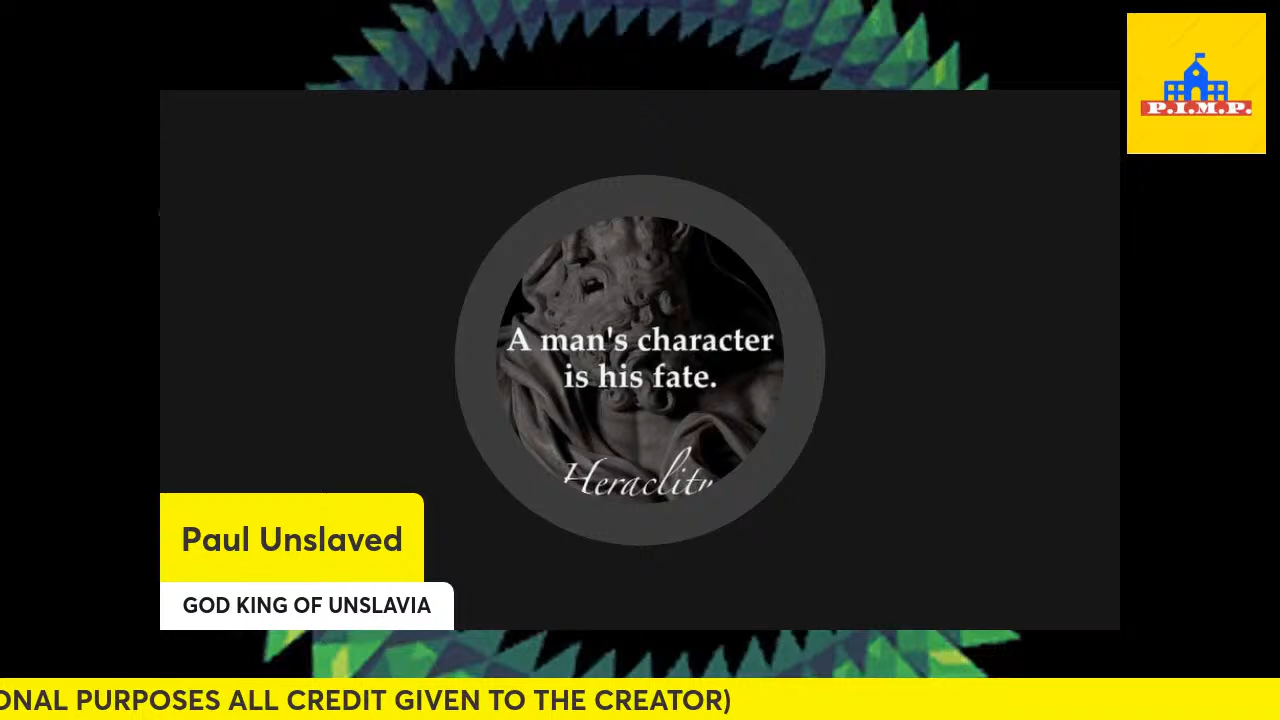 P.I.M.P.
A man's character
is his fate.
Paul Unslaved
GOD KING OF UNSLAVIA
ONAL PURPOSES ALL CREDIT GIVEN TO THE CREATOR)